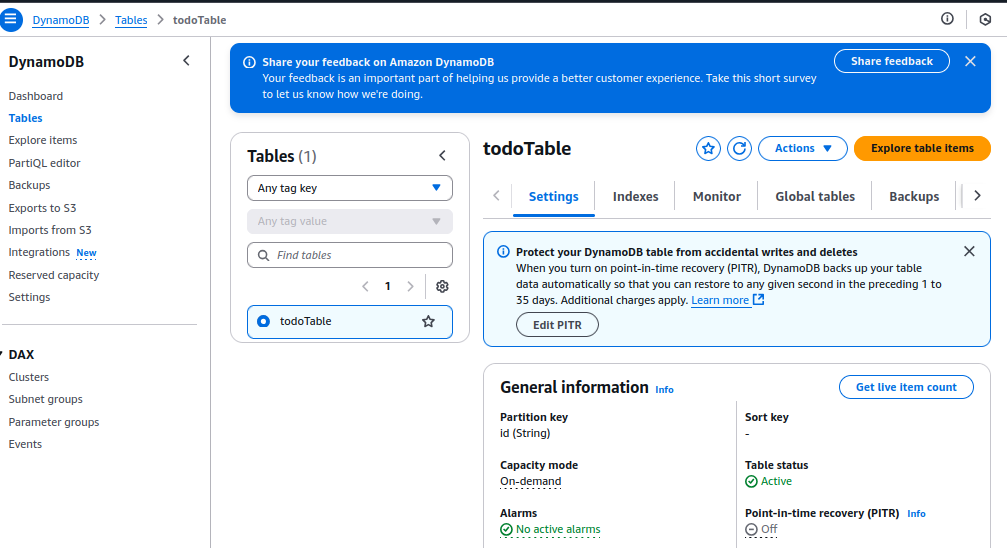 DynamoDB > Tables > todoTable
DynamoDB
Dashboard
Tables
Explore items
PartiQL editor
Backups
Exports to S3
Imports from S3
Integrations New
Reserved capacity
Settings
DAX
Clusters
Subnet groups
Parameter groups
Events
Share your feedback on Amazon DynamoDB
Your feedback is an important part of helping us provide a better customer experience. Take this short survey
to let us know how we're doing.
Share feedback
Tables (1)
Any tag key
Any tag value
Find tables
1
todoTable
todoTable
Actions
Explore table items
Settings
Indexes
Monitor
Global tables
Backups
Protect your DynamoDB table from accidental writes and deletes
When you turn on point-in-time recovery (PITR), DynamoDB backs up your table
data automatically so that you can restore to any given second in the preceding 1 to
35 days. Additional charges apply. Learn more
Edit PITR
General information Info
Get live item count
Partition key
id (String)
Sort key
-
Capacity mode
On-demand
Table status
Active
Alarms
No active alarms
Point-in-time recovery (PITR) Info
Off